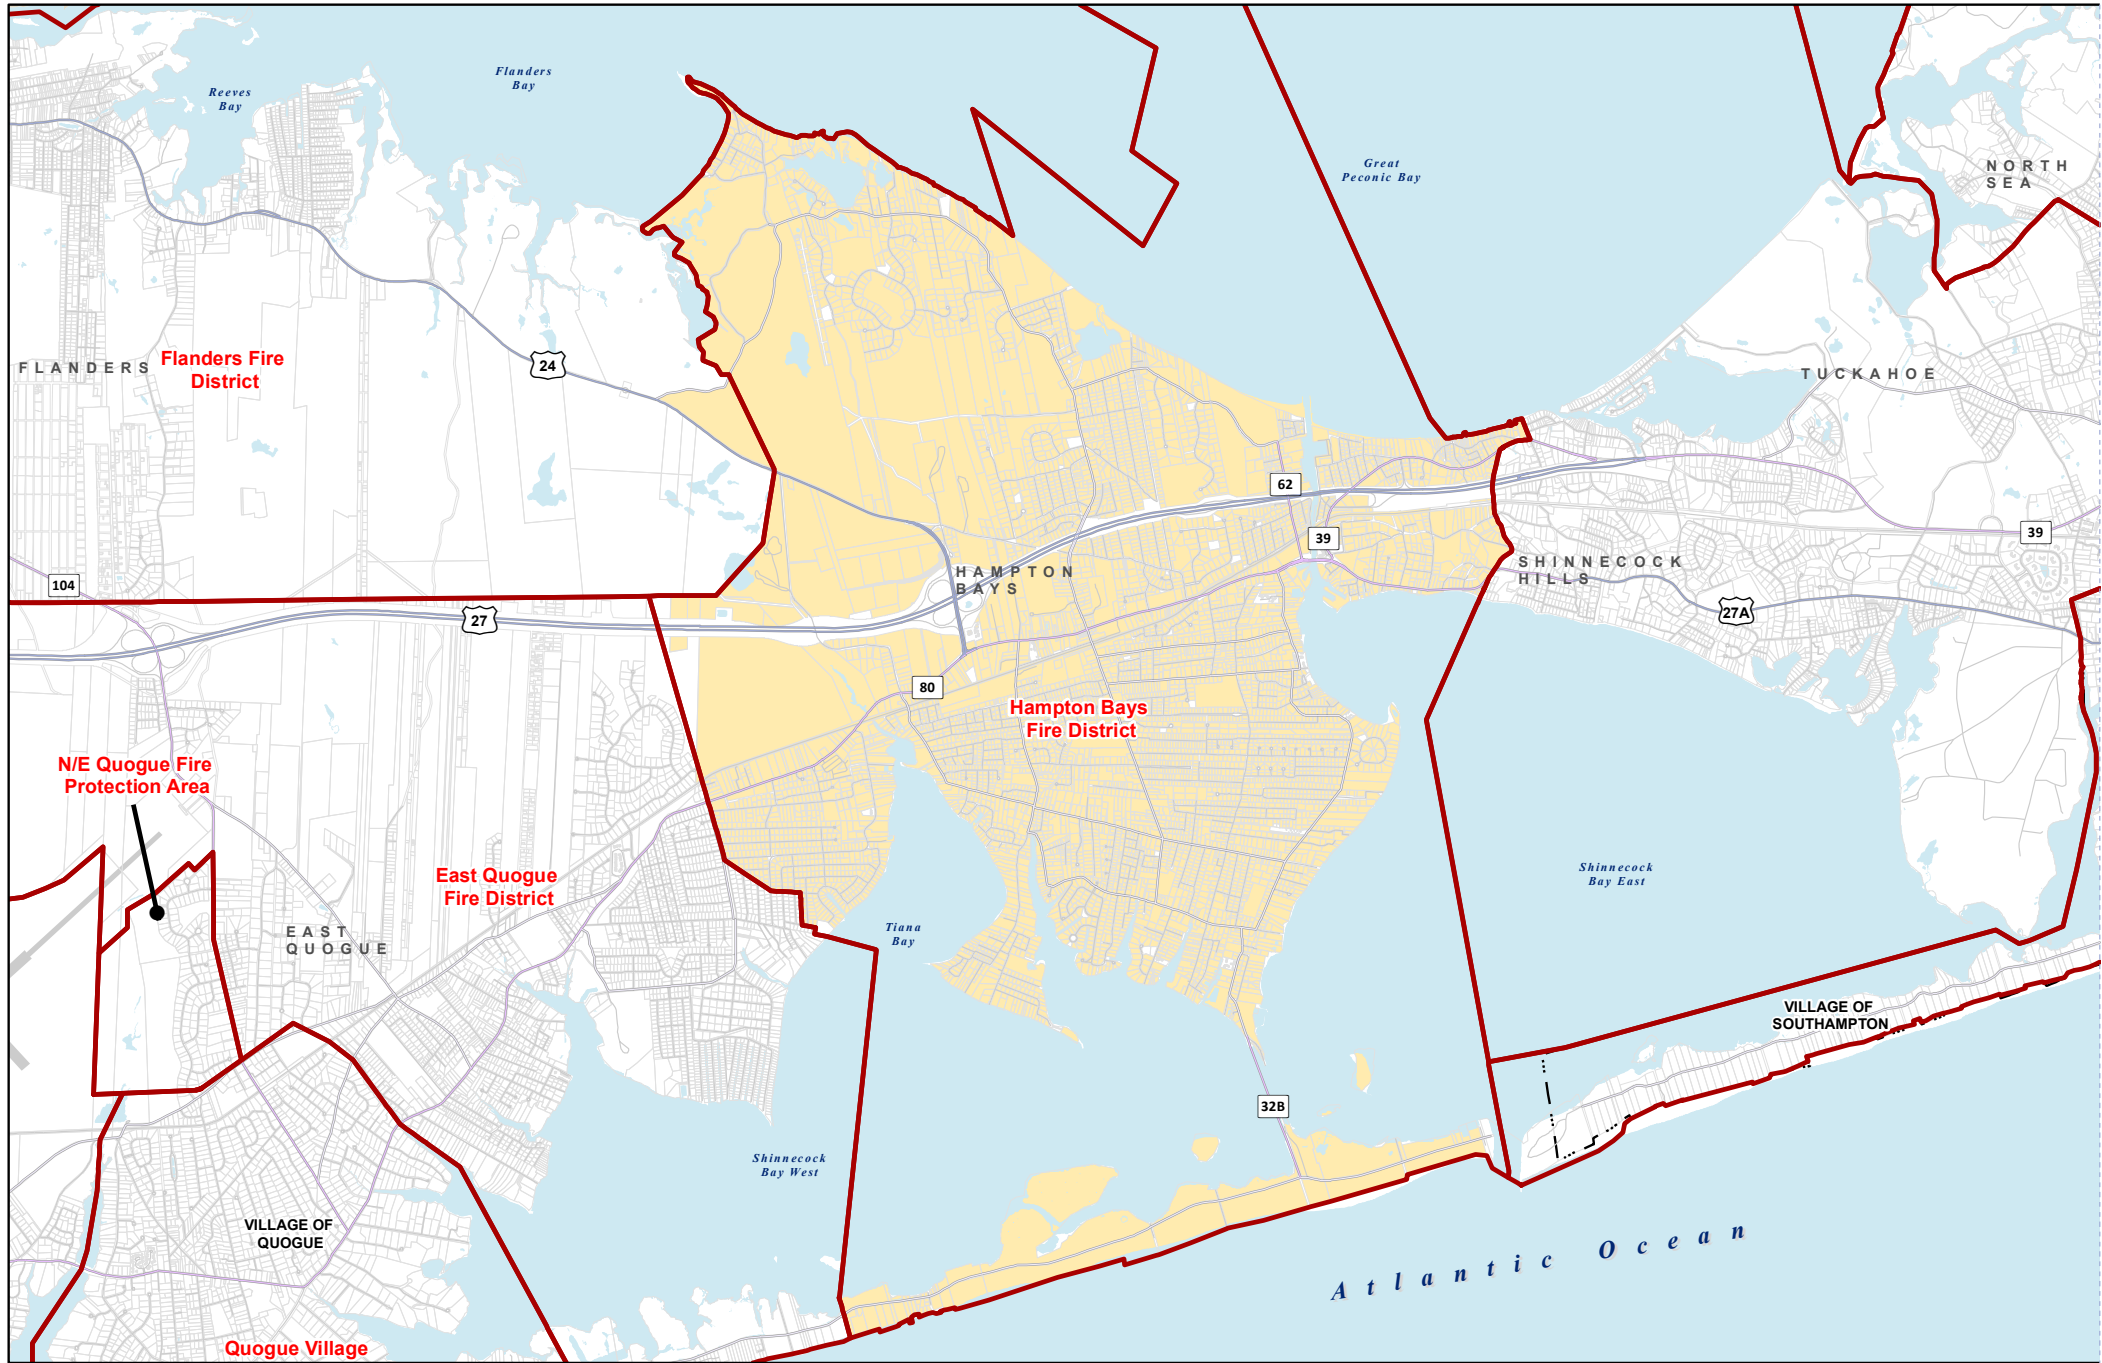 Flanders
Bay
Reeves
Bay
Great
Peconic Bay
NORTH
SEA
FLANDERS
Flanders Fire
District
24
TUCKAHOE
62
39
39
104
HAMPTON
BAYS
SHINNECOCK
HILLS
27
27A
80
Hampton Bays
Fire District
N/E Quogue Fire
Protection Area
East Quogue
Fire District
Shinnecock
Bay East
EAST
QUOGUE
Tiana
Bay
VILLAGE OF
SOUTHAMPTON
32B
Shinnecock
Bay West
VILLAGE OF
QUOGUE
Atlantic Ocean
Quogue Village